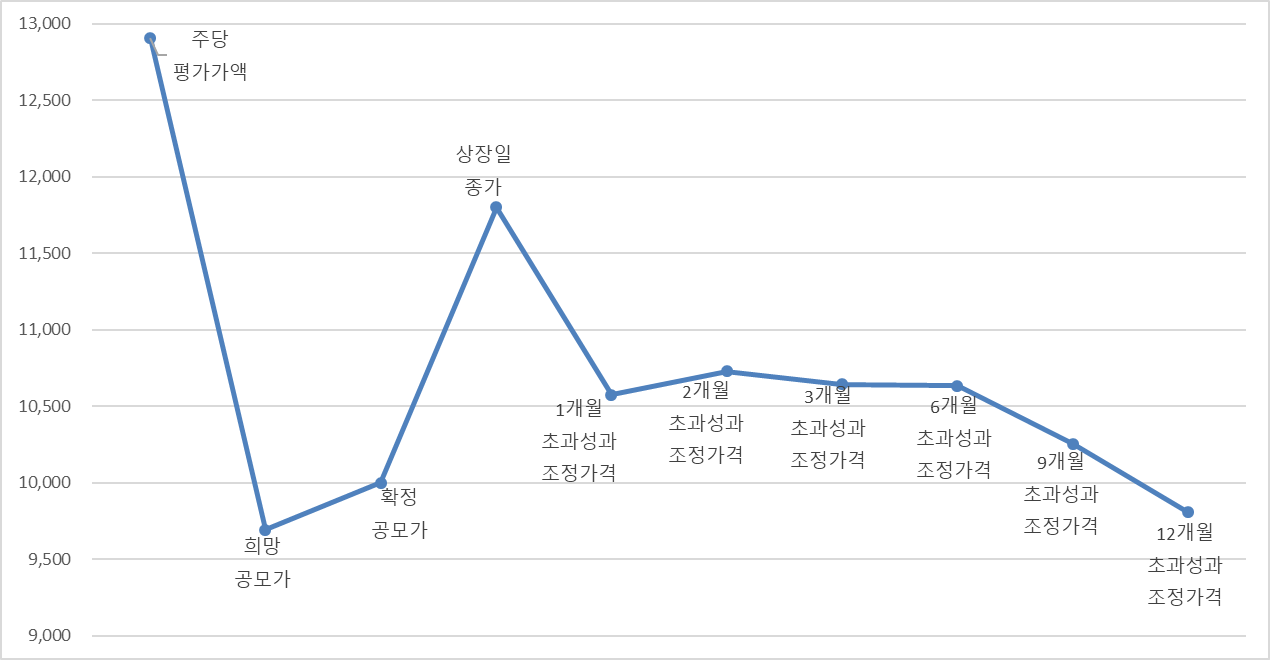 13,000
12,500
12,000
11,500
11,000
10,500
10,000
9,500
9,000
주당
평가가액
희망
공모가
확정
공모가
상장일
종가
1개월
초과성과
조정가격
2개월
초과성과
조정가격
3개월
초과성과
조정가격
6개월
초과성과
조정가격
9개월
초과성과
조정가격
12개월
초과성과
조정가격